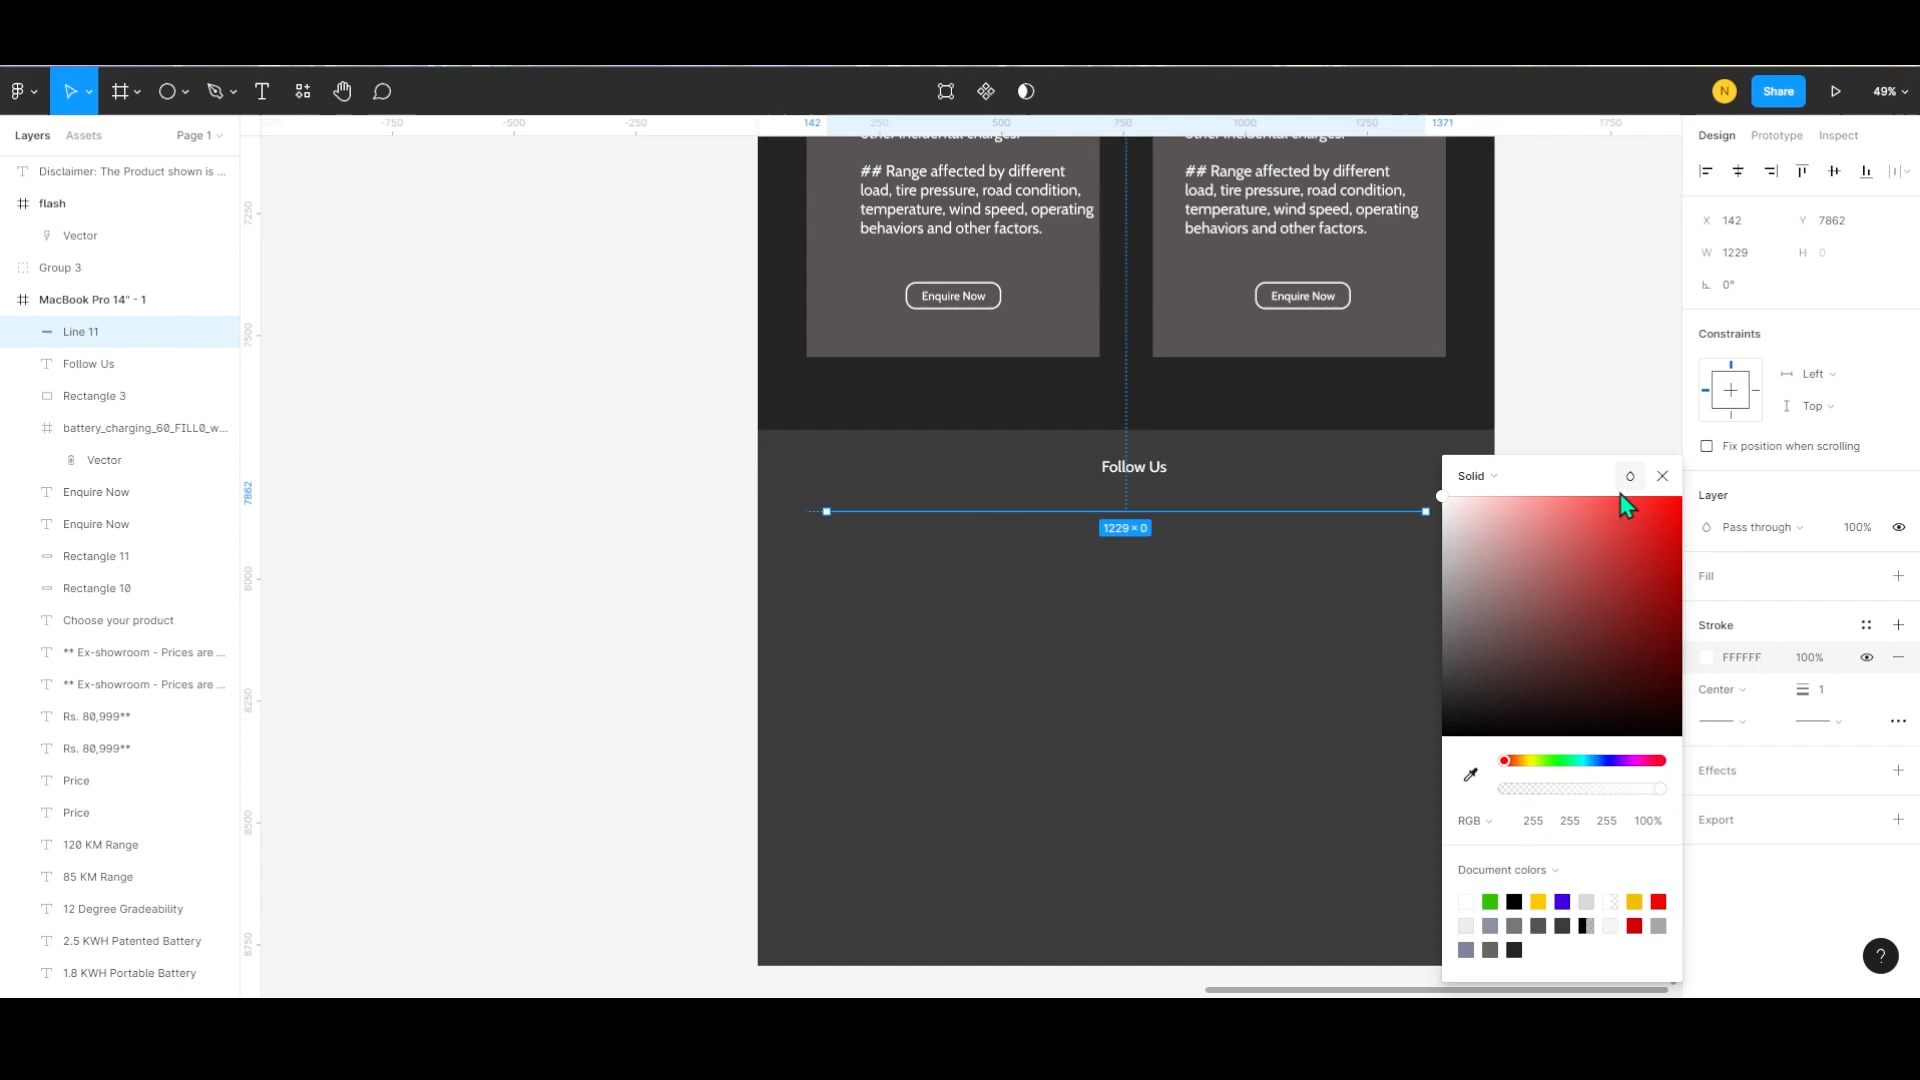 N
Share
49%
Layers
Assets
Page 1
-750
-500
-250
142
250
500
750
1000
1250
1371
1750
Design
Prototype
Inspect
Disclaimer: The Product shown is ...
flash
Vector
Group 3
MacBook Pro 14" - 1
Line 11
Follow Us
Rectangle 3
battery_charging_60_FILL0_w...
Vector
Enquire Now
Enquire Now
Rectangle 11
Rectangle 10
Choose your product
** Ex-showroom - Prices are ...
** Ex-showroom - Prices are ...
Rs. 80,999**
Rs. 80,999**
Price
Price
120 KM Range
85 KM Range
12 Degree Gradeability
2.5 KWH Patented Battery
1.8 KWH Portable Battery
7250
7500
7862
8000
8250
8500
8750
Other incidental charges.
## Range affected by different
load, tire pressure, road condition,
temperature, wind speed, operating
behaviors and other factors.
Enquire Now
Other incidental charges.
## Range affected by different
load, tire pressure, road condition,
temperature, wind speed, operating
behaviors and other factors.
Enquire Now
Follow Us
1229 × 0
Solid
RGB
255
255
255
100%
Document colors
X
142
Y
7862
W
1229
H
0
0°
Constraints
Left
Top
Fix position when scrolling
Layer
Pass through
100%
Fill
Stroke
FFFFFF
100%
Center
1
Effects
Export
?